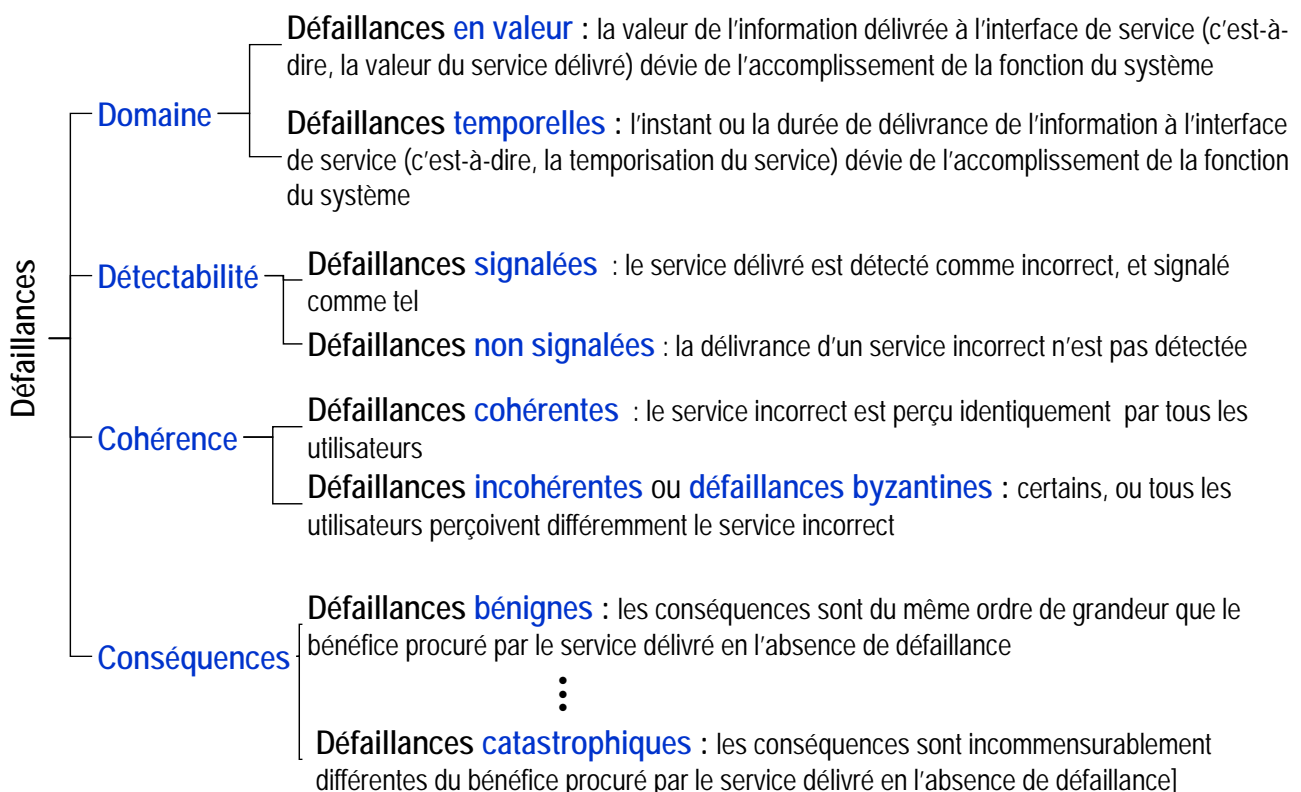 Défaillances
Domaine
Défaillances en valeur : la valeur de l'information délivrée à l'interface de service (c'est-à-
dire, la valeur du service délivré) dévie de l'accomplissement de la fonction du système
Défaillances temporelles : l'instant ou la durée de délivrance de l'information à l'interface
de service (c'est-à-dire, la temporisation du service) dévie de l'accomplissement de la fonction
du système
Détectabilité
Défaillances signalées : le service délivré est détecté comme incorrect, et signalé
comme tel
Défaillances non signalées : la délivrance d'un service incorrect n'est pas détectée
Cohérence
Défaillances cohérentes : le service incorrect est perçu identiquement par tous les
utilisateurs
Défaillances incohérentes ou défaillances byzantines : certains, ou tous les
utilisateurs perçoivent différemment le service incorrect
Conséquences
Défaillances bénignes : les conséquences sont du même ordre de grandeur que le
bénéfice procuré par le service délivré en l'absence de défaillance
Défaillances catastrophiques : les conséquences sont incommensurablement
différentes du bénéfice procuré par le service délivré en l'absence de défaillance]